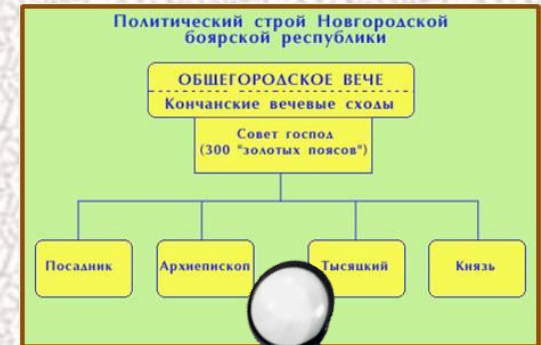 Политический строй Новгородской
боярской республики
ОБЩЕГОРОДСКОЕ ВЕЧЕ
Кончанские вечевые сходы
Совет господ
(300 "золотых поясов")
Посадник
Архиепископ
Тысяцкий
Князь